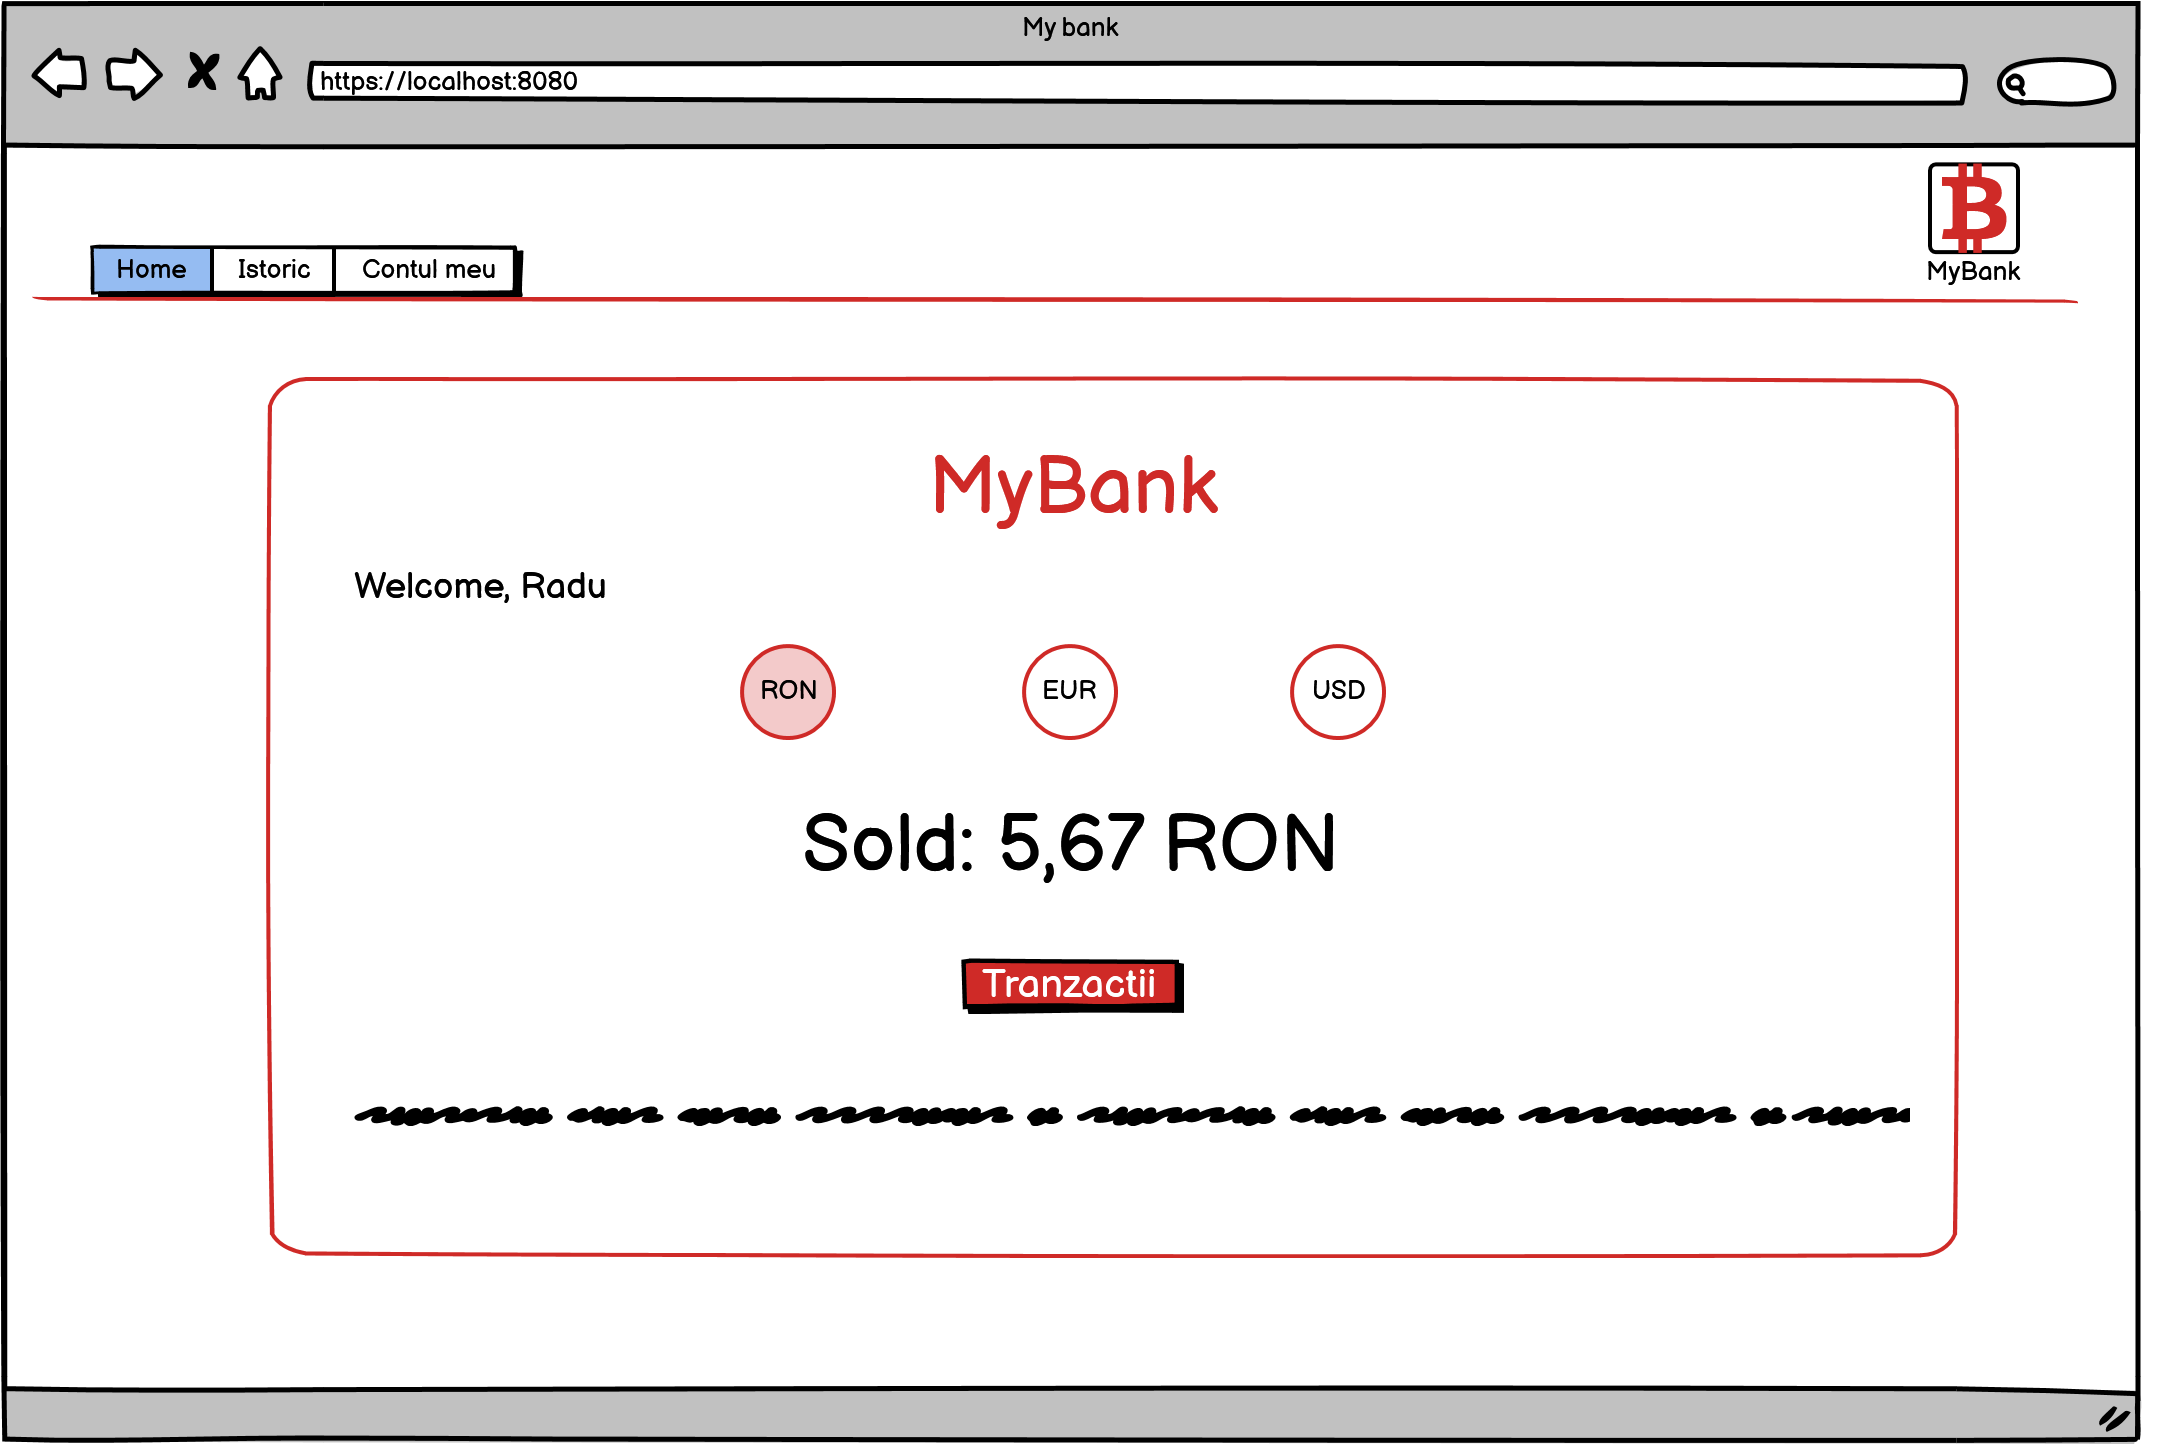 My bank
https://localhost:8080
MyBank
Home Istoric Contul meu
MyBank
Welcome, Radu
RON EUR USD
Sold: 5,67 RON
Tranzactii